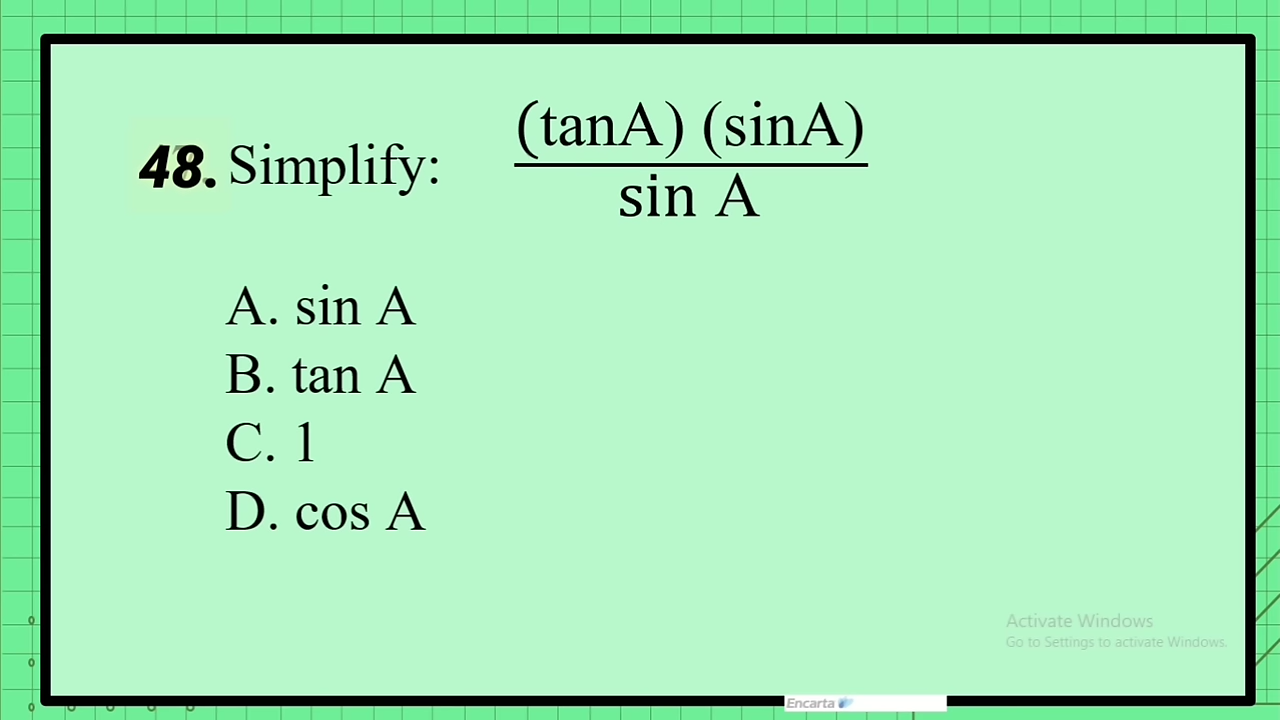 48. Simplify: (tanA) (sinA)
sin A
A. sin A
B. tan A
C. 1
D. cos A
Activate Windows
Go to Settings to activate Windows.
Encarta